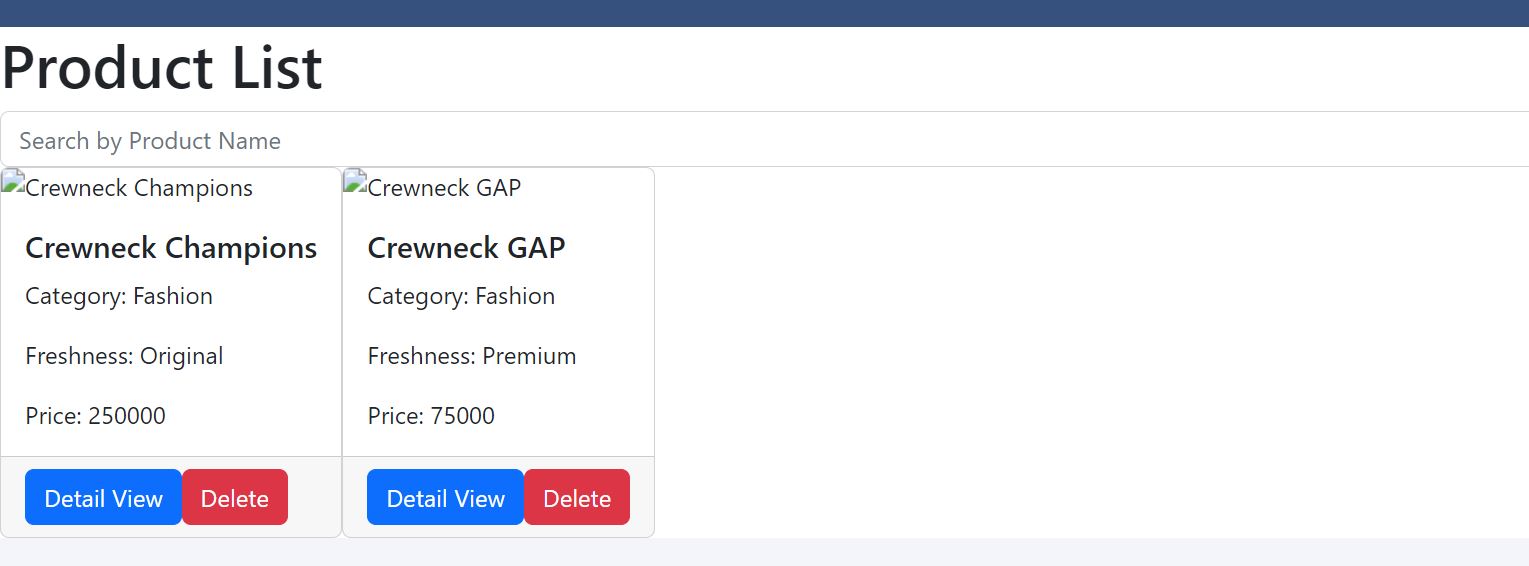 Product List
Search by Product Name
Crewneck Champions
Crewneck Champions
Category: Fashion
Freshness: Original
Price: 250000
Detail View Delete
Crewneck GAP
Crewneck GAP
Category: Fashion
Freshness: Premium
Price: 75000
Detail View Delete